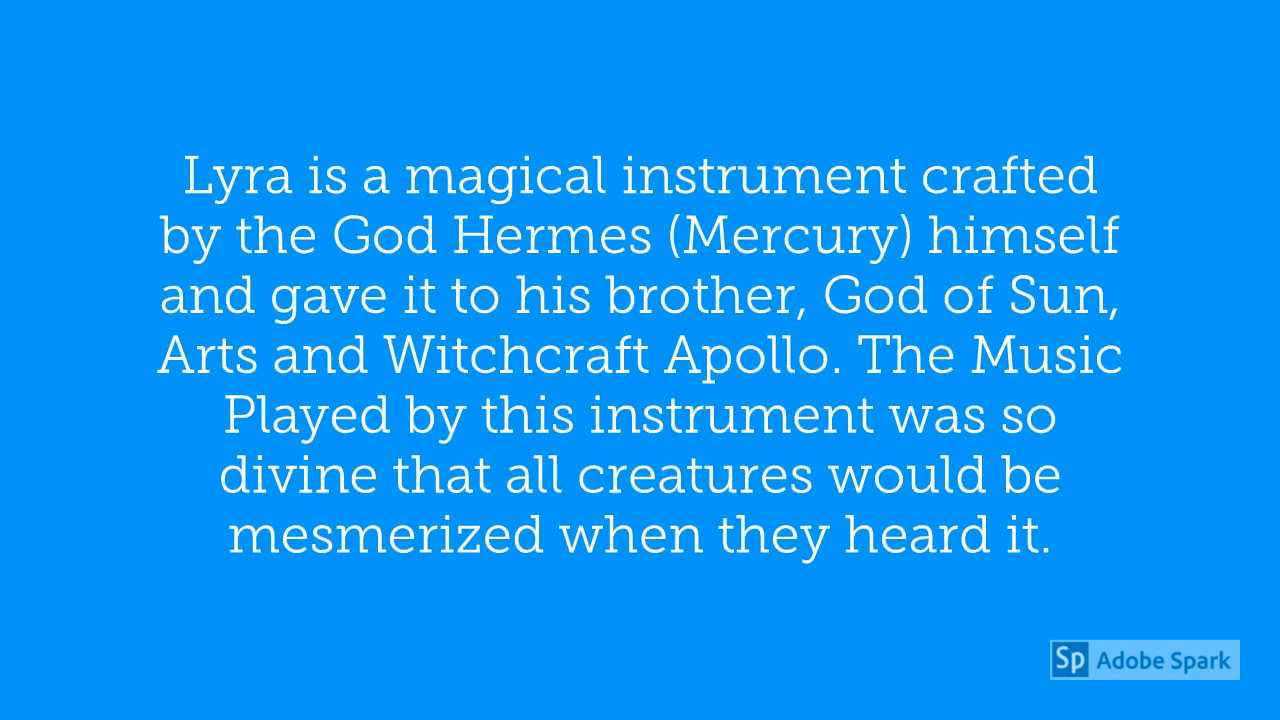 Lyra is a magical instrument crafted
by the God Hermes (Mercury) himself
and gave it to his brother, God of Sun,
Arts and Witchcraft Apollo. The Music
Played by this instrument was so
divine that all creatures would be
mesmerized when they heard it.
Sp Adobe Spark